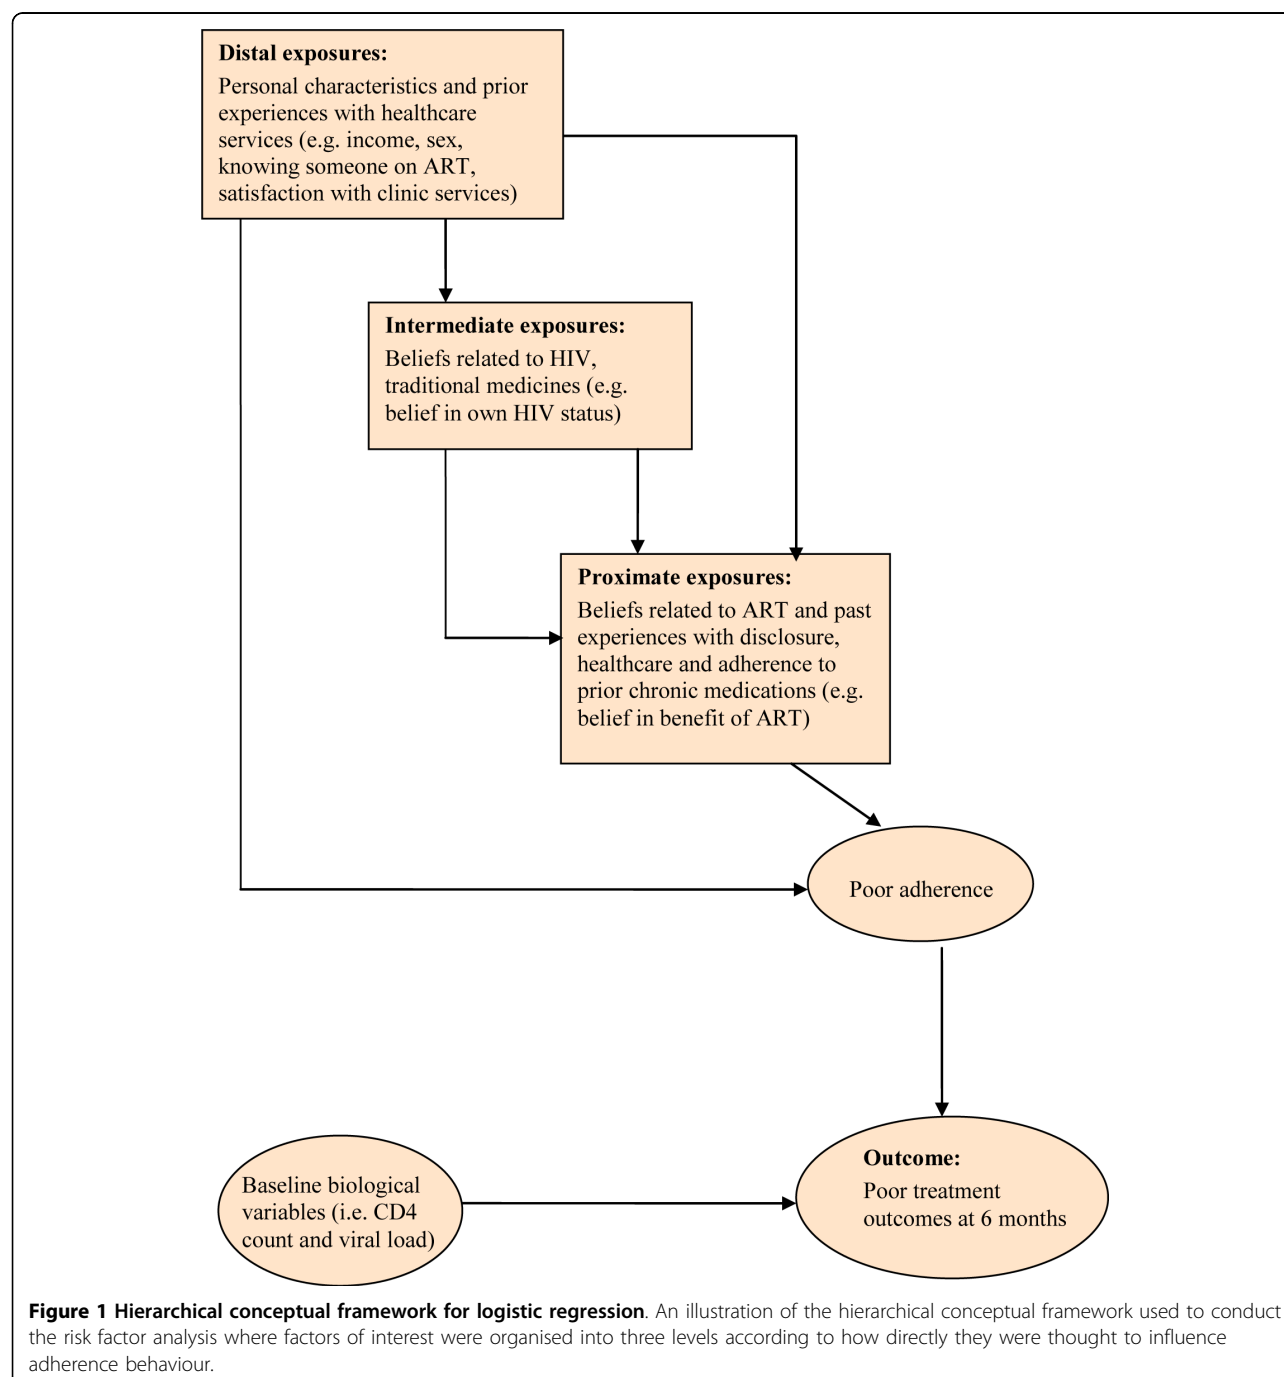 Distal exposures:
Personal characteristics and prior
experiences with healthcare
services (e.g. income, sex,
knowing someone on ART,
satisfaction with clinic services)
Intermediate exposures:
Beliefs related to HIV,
traditional medicines (e.g.
belief in own HIV status)
Proximate exposures:
Beliefs related to ART and past
experiences with disclosure,
healthcare and adherence to
prior chronic medications (e.g.
belief in benefit of ART)
Poor adherence
Baseline biological
variables (i.e. CD4
count and viral load)
Outcome:
Poor treatment
outcomes at 6 months
Figure 1 Hierarchical conceptual framework for logistic regression. An illustration of the hierarchical conceptual framework used to conduct
the risk factor analysis where factors of interest were organised into three levels according to how directly they were thought to influence
adherence behaviour.